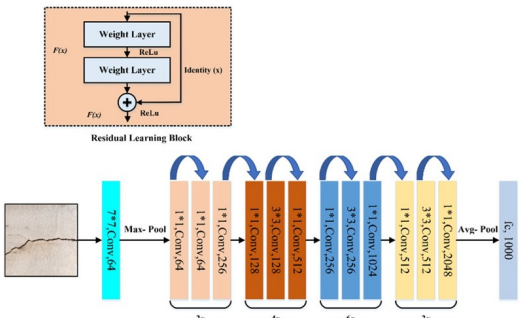 Weight Layer
F(x)
ReLu
Weight Layer
Identity (x)
F(x)
ReLu
Residual Learning Block
7*7,Conv,64
Max- Pool
1*1,Conv,64
1*1,Conv,64
1*1,Conv,256
1*1,Conv,128
3*3,Conv,128
1*1,Conv,512
1*1,Conv,256
3*3,Conv,256
1*1,Conv,1024
1*1,Conv,512
3*3,Conv,512
1*1,Conv,2048
Avg- Pool
fc, 1000